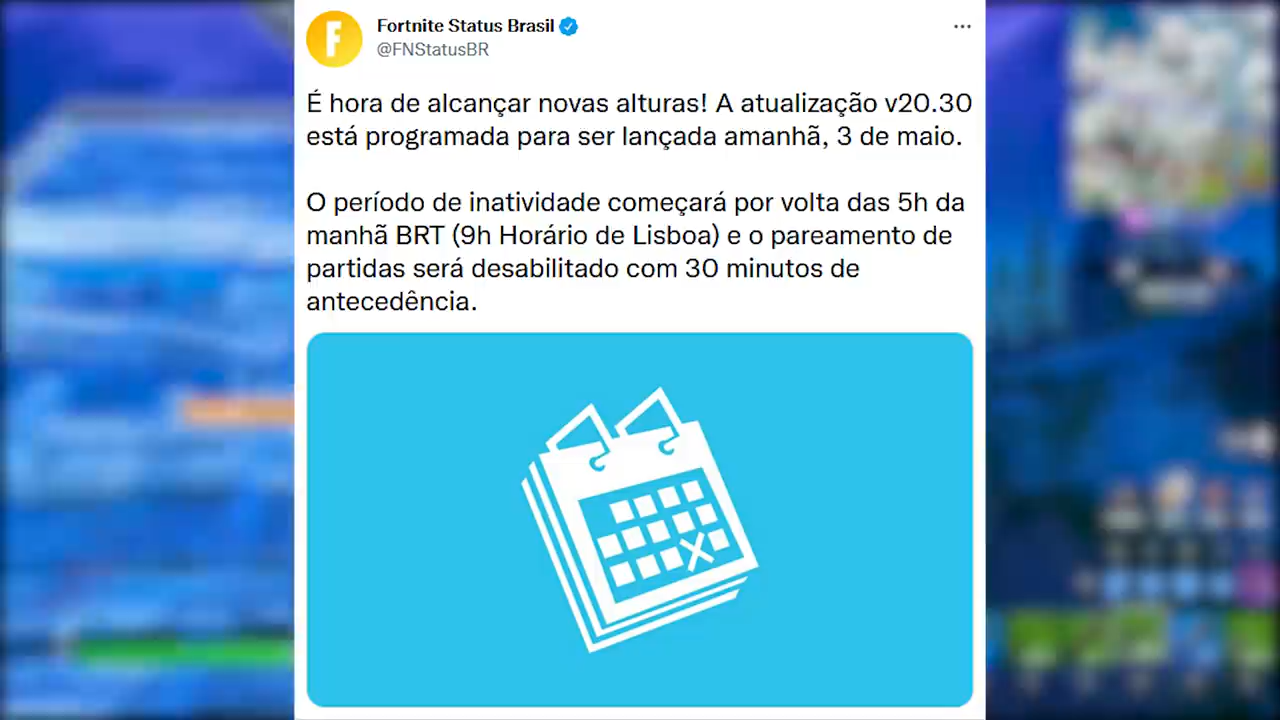 Fortnite Status Brasil
@FNStatusBR
É hora de alcançar novas alturas! A atualização v20.30
está programada para ser lançada amanhã, 3 de maio.
O período de inatividade começará por volta das 5h da
manhã BRT (9h Horário de Lisboa) e o pareamento de
partidas será desabilitado com 30 minutos de
antecedência.